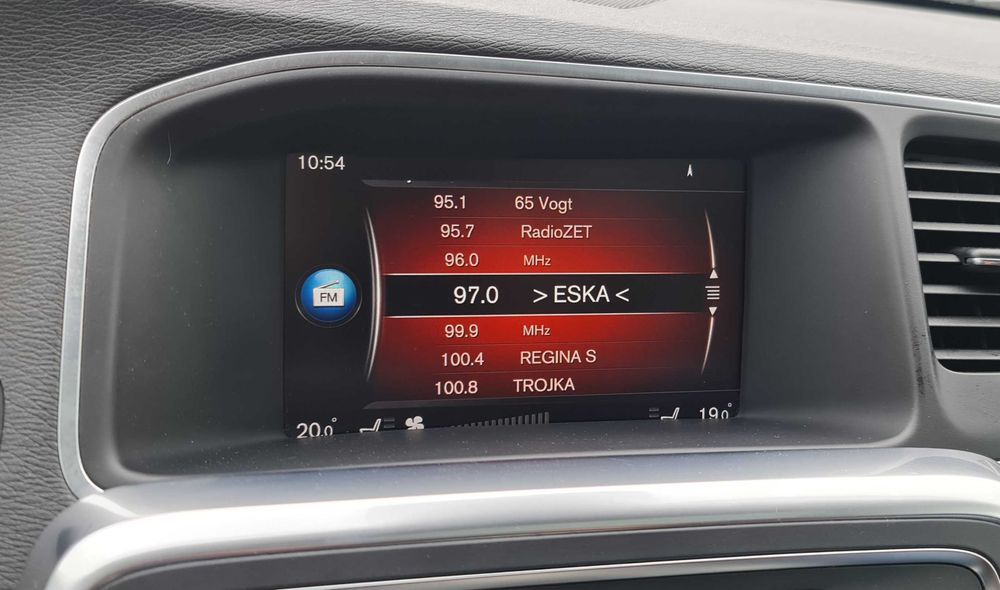 10:54
95.1 65 Vogt
95.7 RadioZET
96.0 MHz
FM
97.0 >ESKA<
99.9 MHz
100.4 REGINA S
100.8 TROJKA
20.0° 19.0°